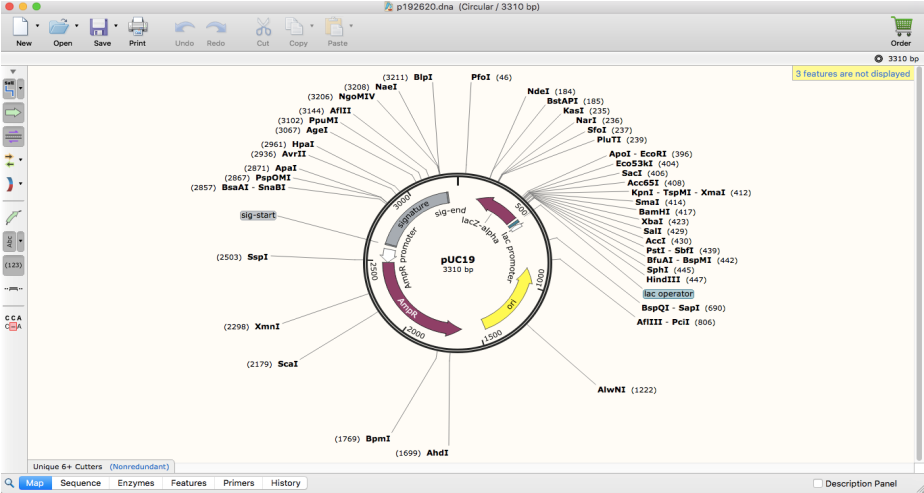 p192620.dna (Circular / 3310 bp)
New Open Save Print Undo Redo Cut Copy Paste Order
3310 bp
3 features are not displayed
(3211) BlpI
(3208) NaeI
(3206) NgoMIV
(3144) AflII
(3102) PpuMI
(3067) AgeI
(2961) HpaI
(2936) AvrII
(2871) ApaI
(2867) PspOMI
(2857) BsaAI - SnaBI
sig-start
(2503) SspI
(2298) XmnI
(2179) ScaI
(1769) BpmI
(1699) AhdI
PfoI (46)
NdeI (184)
BstAPI (185)
KasI (235)
NarI (236)
SfoI (237)
PluTI (239)
ApoI - EcoRI (396)
Eco53kI (404)
SacI (406)
Acc65I (408)
KpnI - TspMI - XmaI (412)
SmaI (414)
BamHI (417)
XbaI (423)
SalI (429)
AccI (430)
PstI - SbfI (439)
BfuAI - BspMI (442)
SphI (445)
HindIII (447)
lac operator
BspQI - SapI (690)
AflIII - PciI (806)
AlwNI (1222)
500
1000
1500
2000
2500
3000
signature
sig-end
lacZ-alpha
lac promoter
AmpR promoter
AmpR
ori
pUC19
3310 bp
Abc
(123)
CCA
Unique 6+ Cutters (Nonredundant)
Map Sequence Enzymes Features Primers History
Description Panel